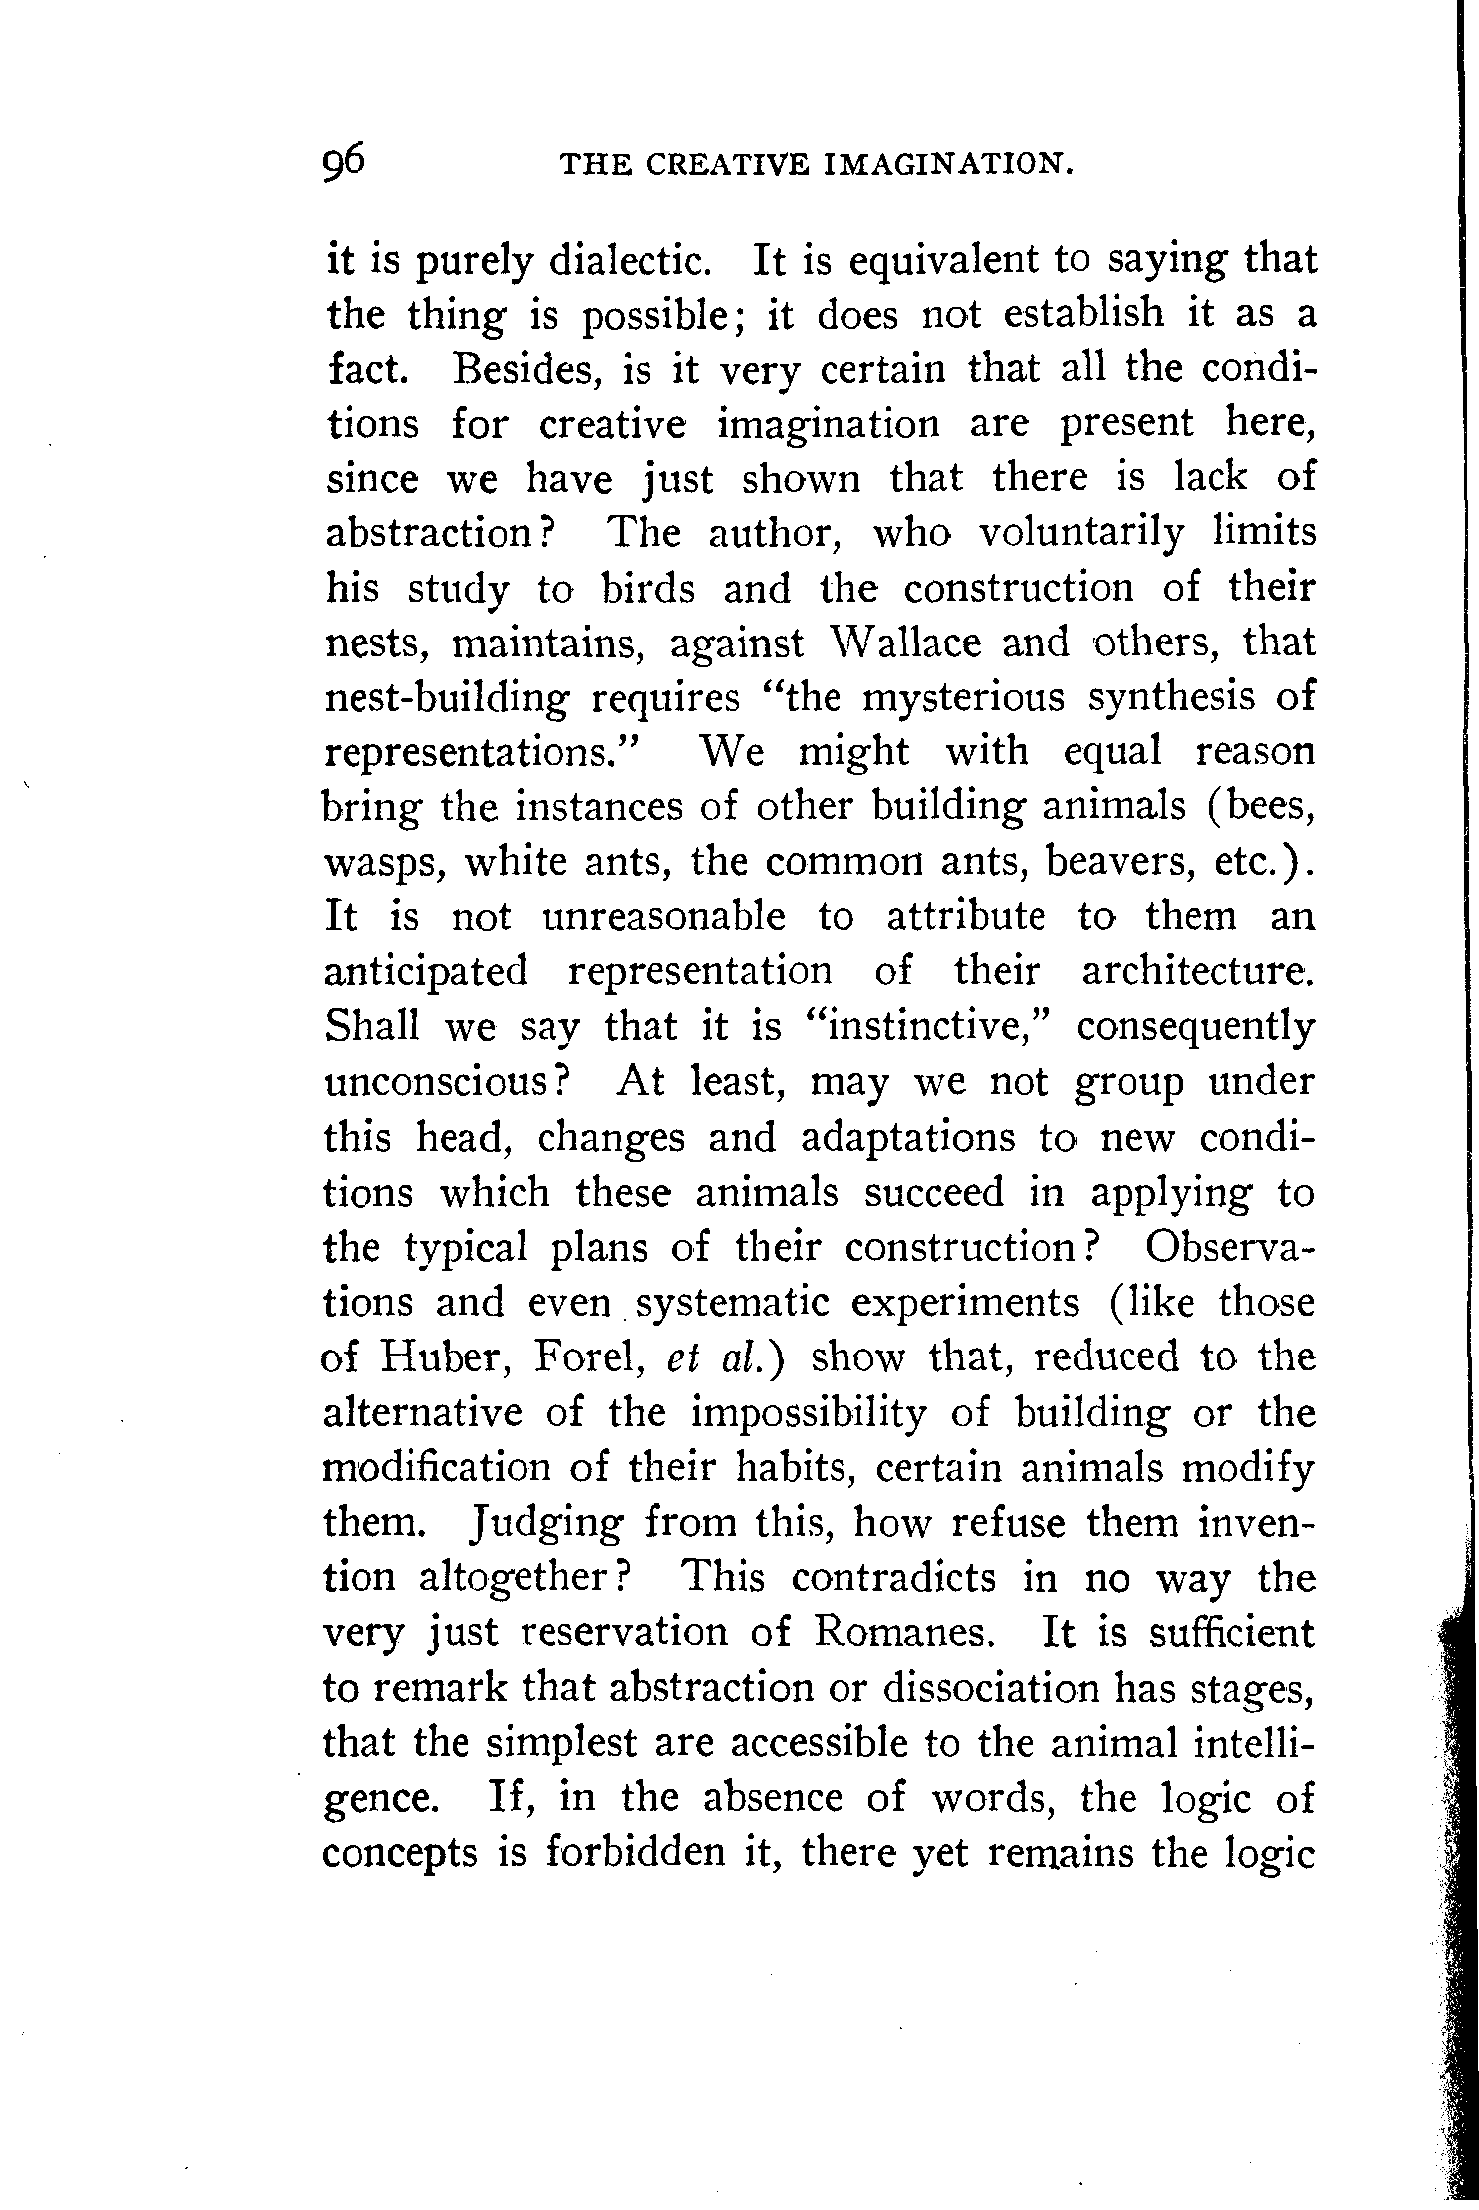 96 THE CREATIVE IMAGINATION.
it is purely dialectic. It is equivalent to saying that
the thing is possible; it does not establish it as a
fact. Besides, is it very certain that all the condi-
tions for creative imagination are present here,
since we have just shown that there is lack of
abstraction? The author, who voluntarily limits
his study to birds and the construction of their
nests, maintains, against Wallace and others, that
nest-building requires “the mysterious synthesis of
representations.” We might with equal reason
bring the instances of other building animals (bees,
wasps, white ants, the common ants, beavers, etc.).
It is not unreasonable to attribute to them an
anticipated representation of their architecture.
Shall we say that it is “instinctive,” consequently
unconscious? At least, may we not group under
this head, changes and adaptations to new condi-
tions which these animals succeed in applying to
the typical plans of their construction? Observa-
tions and even systematic experiments (like those
of Huber, Forel, et al.) show that, reduced to the
alternative of the impossibility of building or the
modification of their habits, certain animals modify
them. Judging from this, how refuse them inven-
tion altogether? This contradicts in no way the
very just reservation of Romanes. It is sufficient
to remark that abstraction or dissociation has stages,
that the simplest are accessible to the animal intelli-
gence. If, in the absence of words, the logic of
concepts is forbidden it, there yet remains the logic